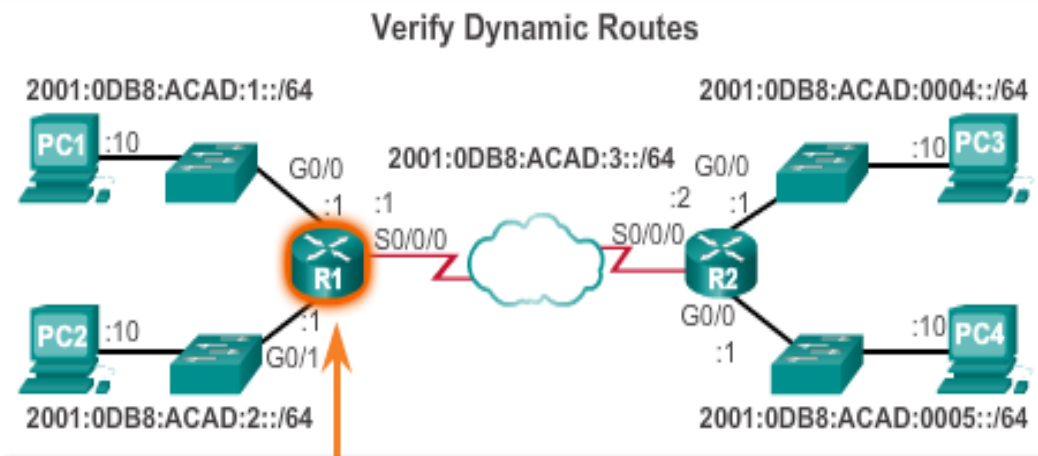 Verify Dynamic Routes
2001:0DB8:ACAD:1::/64
2001:0DB8:ACAD:0004::/64
PC1
:10
G0/0
2001:0DB8:ACAD:3::/64
G0/0
:10
PC3
:1
:1
:2
:1
S0/0/0
S0/0/0
R1
R2
PC2
:10
:1
G0/1
G0/0
:1
:10
PC4
2001:0DB8:ACAD:2::/64
2001:0DB8:ACAD:0005::/64